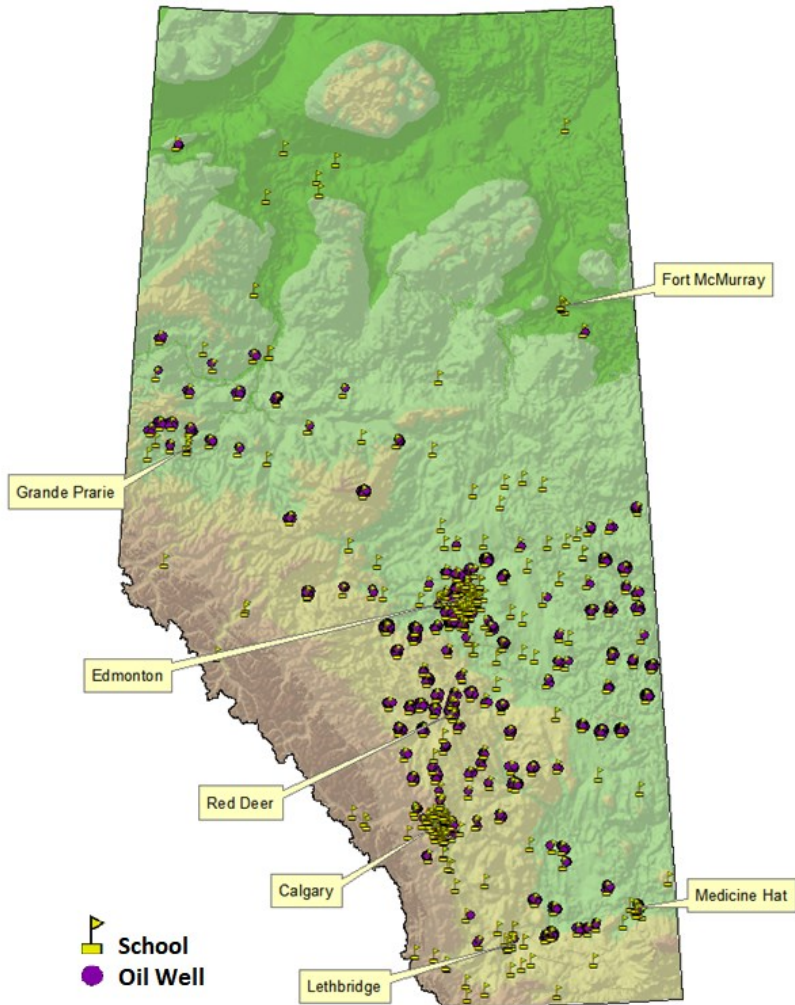 Fort McMurray
Grande Prarie
Edmonton
Red Deer
Calgary
Medicine Hat
School
Oil Well
Lethbridge